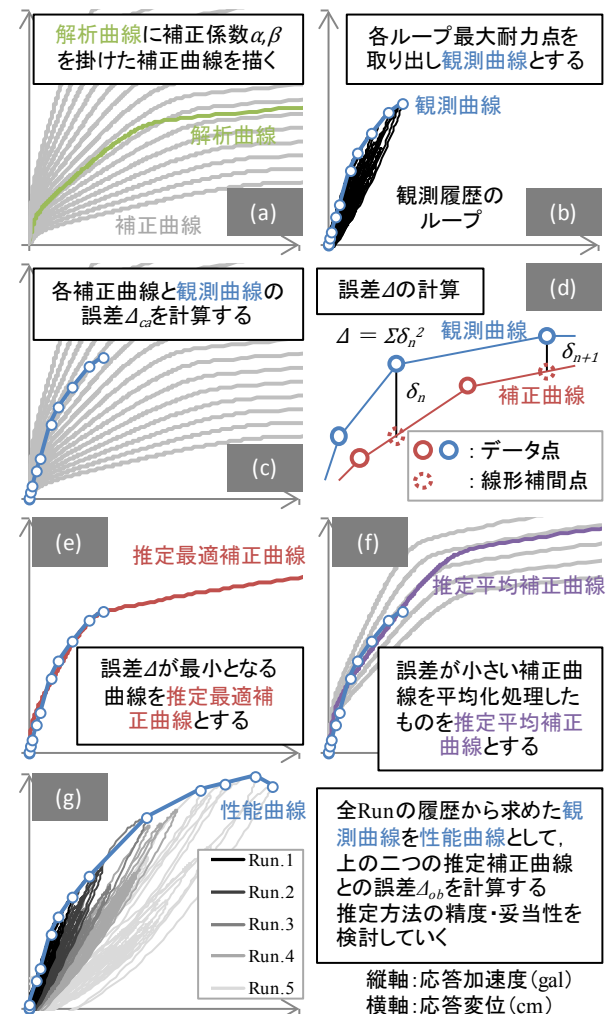 解析曲線に補正係数α,β
を掛けた補正曲線を描く
解析曲線
補正曲線
(a)
各ループ最大耐力点を
取り出し観測曲線とする
観測曲線
観測履歴の
ループ
(b)
各補正曲線と観測曲線の
誤差Δcaを計算する
(c)
誤差Δの計算
(d)
Δ = Σδn²
観測曲線
δn+1
δn
補正曲線
: データ点
: 線形補間点
(e)
推定最適補正曲線
誤差Δが最小となる
曲線を推定最適補
正曲線とする
(f)
推定平均補正曲線
誤差が小さい補正曲
線を平均化処理した
ものを推定平均補正
曲線とする
(g)
性能曲線
Run.1
Run.2
Run.3
Run.4
Run.5
全Runの履歴から求めた観
測曲線を性能曲線として,
上の二つの推定補正曲線
との誤差Δobを計算する
推定方法の精度・妥当性を
検討していく
縦軸:応答加速度(gal)
横軸:応答変位(cm)